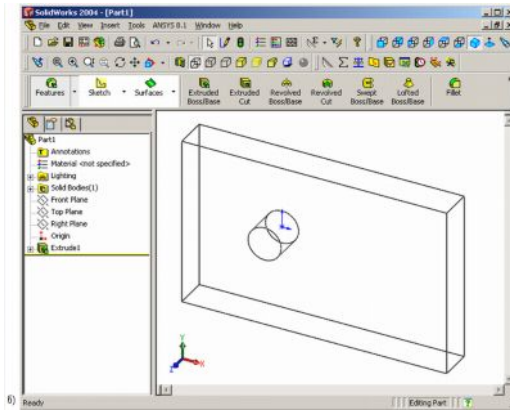 SolidWorks 2004 - [Part1]
File Edit View Insert Tools ANSYS 8.1 Window Help
Features Sketch Surfaces Extruded Boss/Base Extruded Cut Revolved Boss/Base Revolved Cut Swept Boss/Base Lofted Boss/Base Fillet
Part1
Annotations
Material <not specified>
Lighting
Solid Bodies(1)
Front Plane
Top Plane
Right Plane
Origin
Extrude1
Y
X
Z
б)
Ready Editing Part